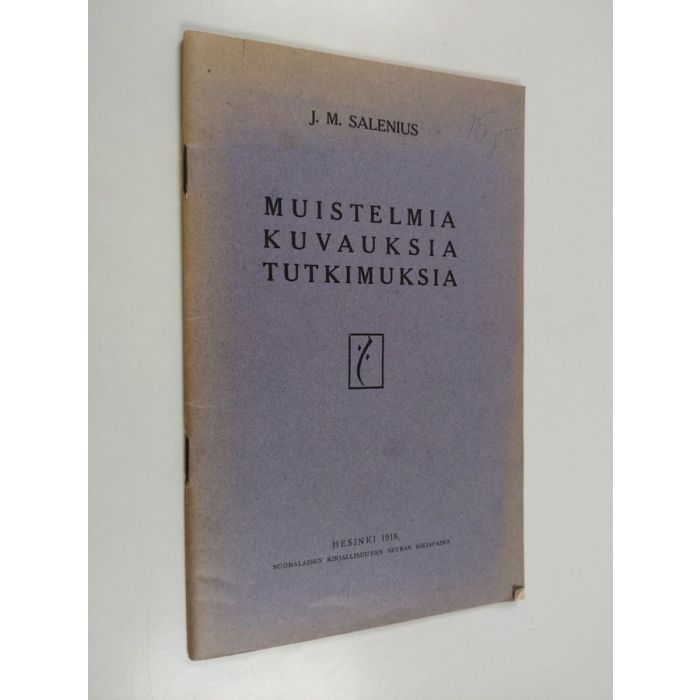 J. M. SALENIUS
15,-
MUISTELMIA
KUVAUKSIA
TUTKIMUKSIA
HESINKI 1918,
SUOMALAISEN KIRJALLISUUDEN SEURAN KIRJAPAINO